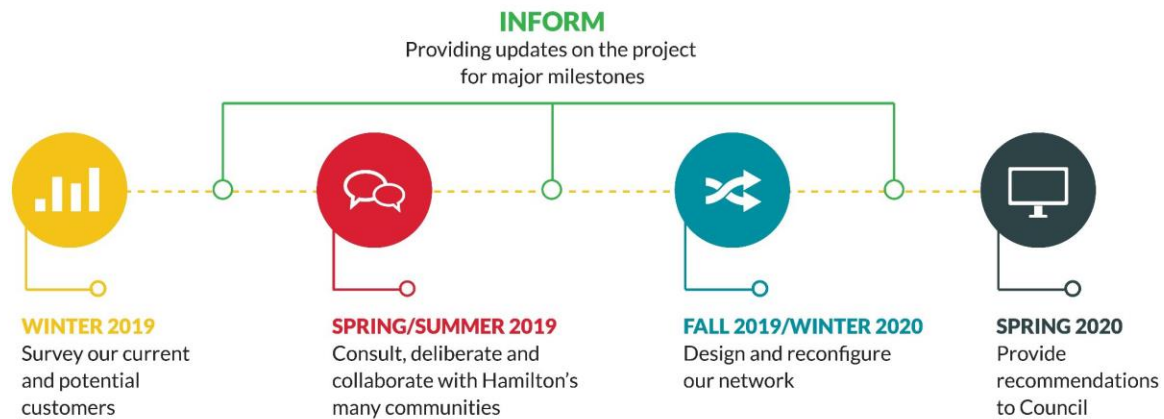 INFORM
Providing updates on the project
for major milestones
WINTER 2019
Survey our current
and potential
customers
SPRING/SUMMER 2019
Consult, deliberate and
collaborate with Hamilton's
many communities
FALL 2019/WINTER 2020
Design and reconfigure
our network
SPRING 2020
Provide
recommendations
to Council